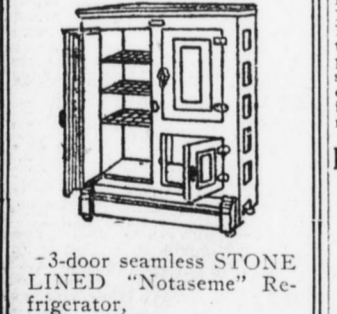 -3-door seamless STONE
LINED "Notaseme" Re-
frigerator,